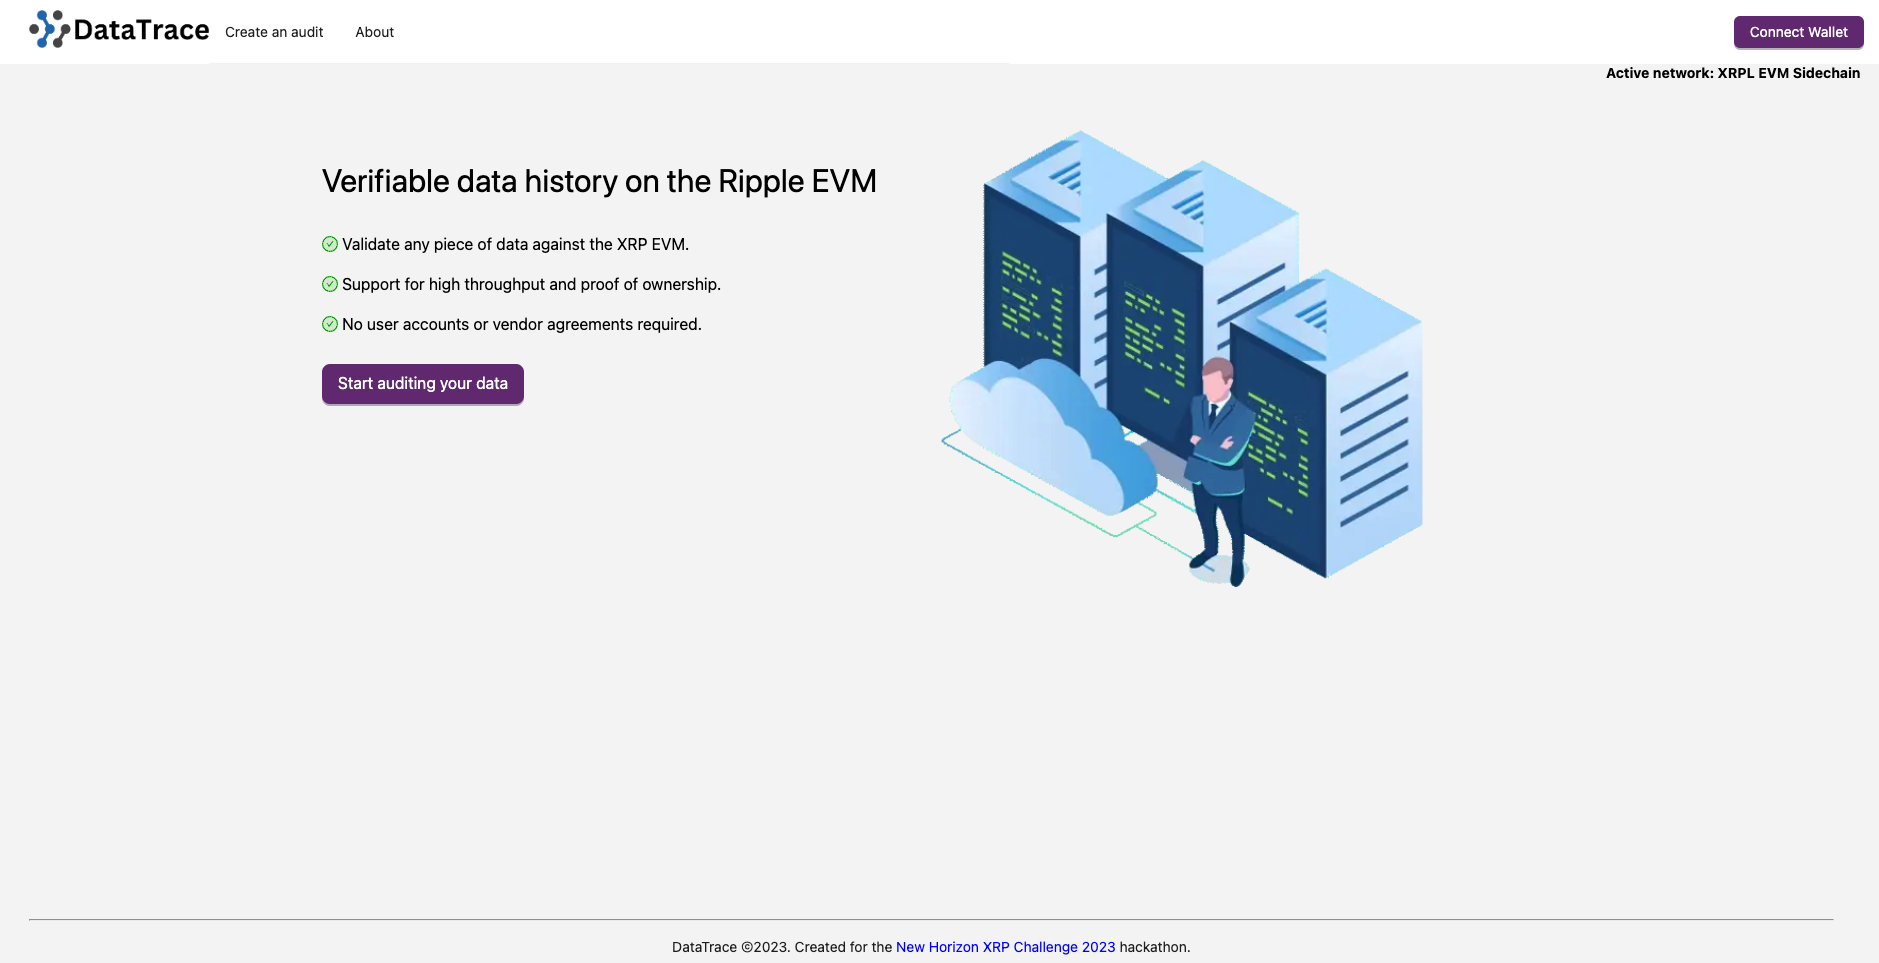 DataTrace
Create an audit
About
Connect Wallet
Active network: XRPL EVM Sidechain
Verifiable data history on the Ripple EVM
Validate any piece of data against the XRP EVM.
Support for high throughput and proof of ownership.
No user accounts or vendor agreements required.
Start auditing your data
DataTrace ©2023. Created for the New Horizon XRP Challenge 2023 hackathon.